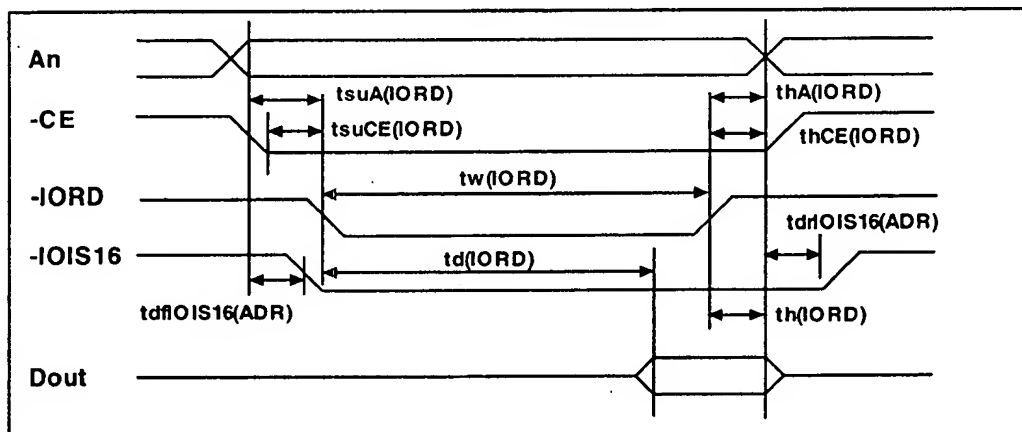 An
tsuA(IORD)
thA(IORD)
-CE
tsuCE(IORD)
thCE(IORD)
tw(IORD)
-IORD
tdrIOIS16(ADR)
-IOIS16
td(IORD)
tdfIOIS16(ADR)
th(IORD)
Dout